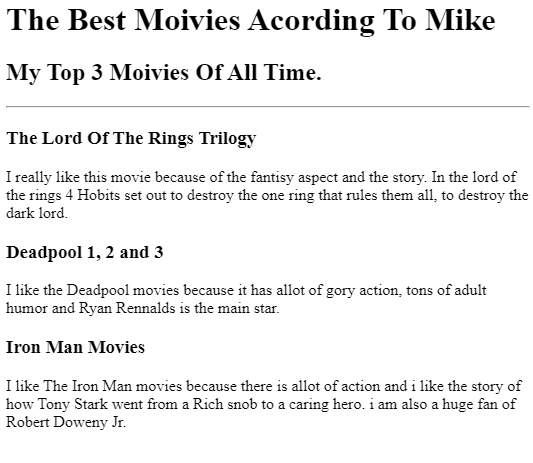 The Best Moivies Acording To Mike
My Top 3 Moivies Of All Time.
The Lord Of The Rings Trilogy
I really like this movie because of the fantisy aspect and the story. In the lord of
the rings 4 Hobits set out to destroy the one ring that rules them all, to destroy the
dark lord.
Deadpool 1, 2 and 3
I like the Deadpool movies because it has allot of gory action, tons of adult
humor and Ryan Rennalds is the main star.
Iron Man Movies
I like The Iron Man movies because there is allot of action and i like the story of
how Tony Stark went from a Rich snob to a caring hero. i am also a huge fan of
Robert Doweny Jr.